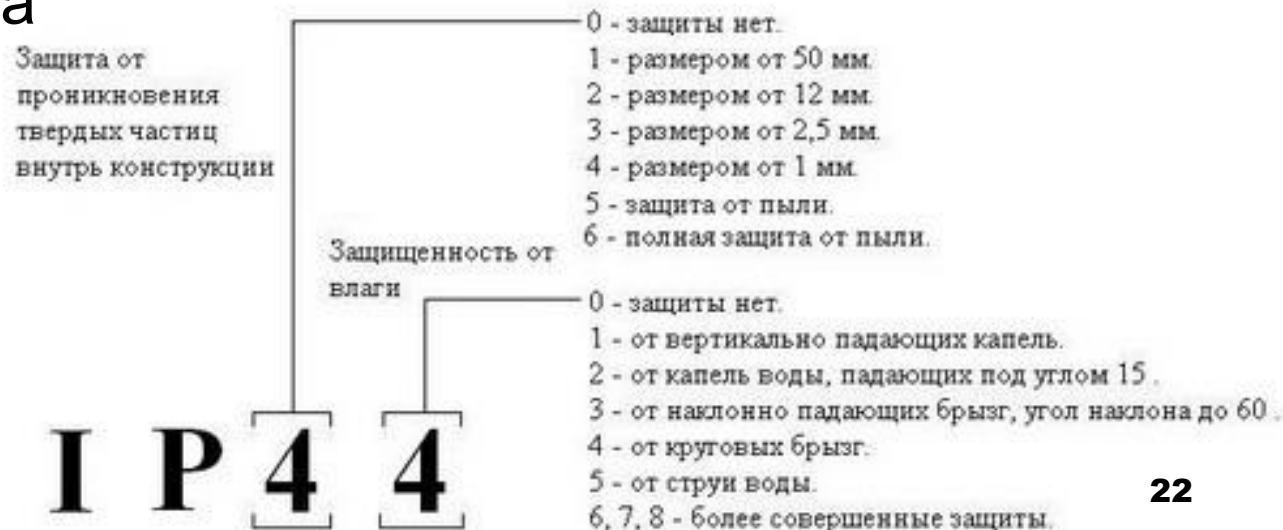 а
Защита от
проникновения
твердых частиц
внутрь конструкции
0 - защиты нет.
1 - размером от 50 мм.
2 - размером от 12 мм.
3 - размером от 2,5 мм.
4 - размером от 1 мм.
5 - защита от пыли.
6 - полная защита от пыли.
Защищенность от
влаги
0 - защиты нет.
1 - от вертикально падающих капель.
2 - от капель воды, падающих под углом 15 .
3 - от наклонно падающих брызг, угол наклона до 60 .
4 - от круговых брызг.
5 - от струи воды.
6, 7, 8 - более совершенные защиты.
I P 4 4
22